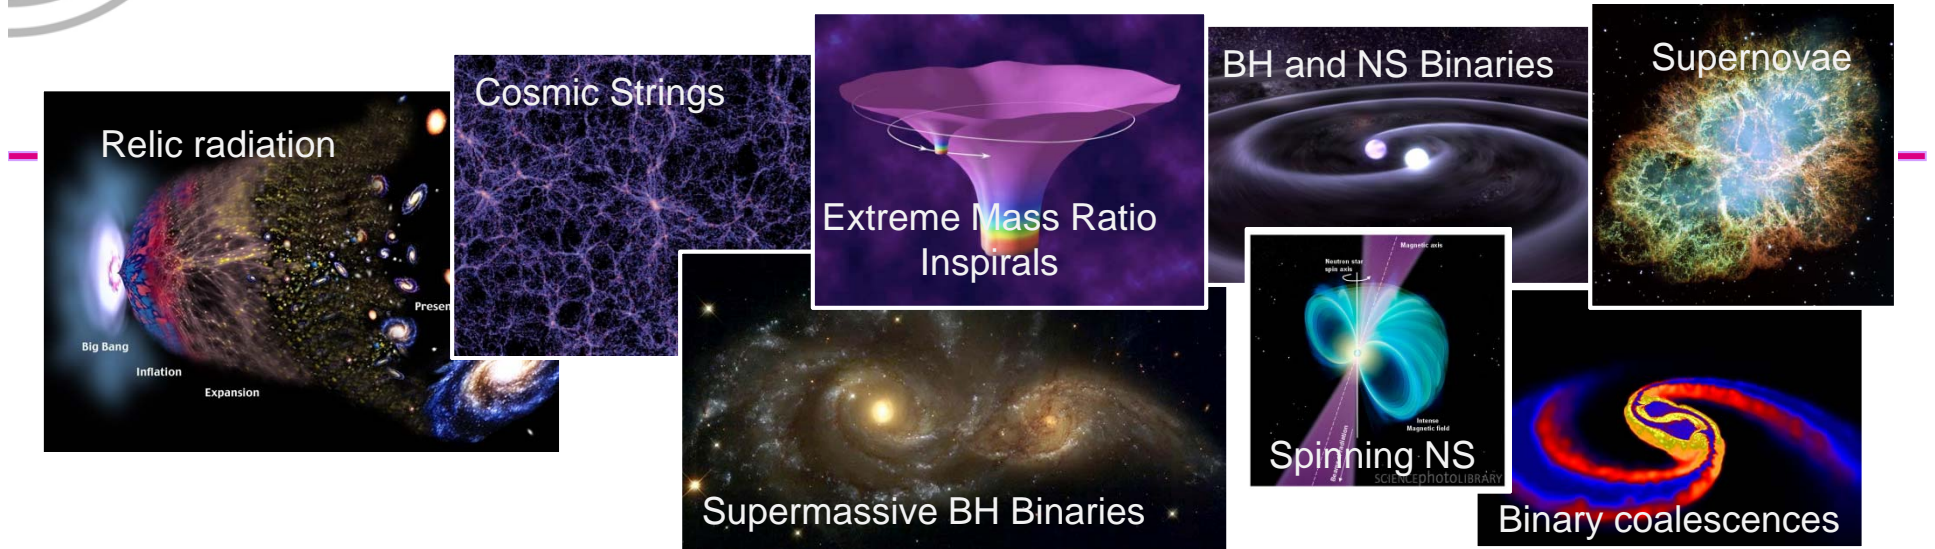 Relic radiation
Big Bang
Inflation
Expansion
Presen
Cosmic Strings
Extreme Mass Ratio
Inspirals
Supermassive BH Binaries
BH and NS Binaries
Magnetic axis
Neutron star
spin axis
Intense
Magnetic field
Spinning NS
SCIENCEPHOTOLIBRARY
Supernovae
Binary coalescences